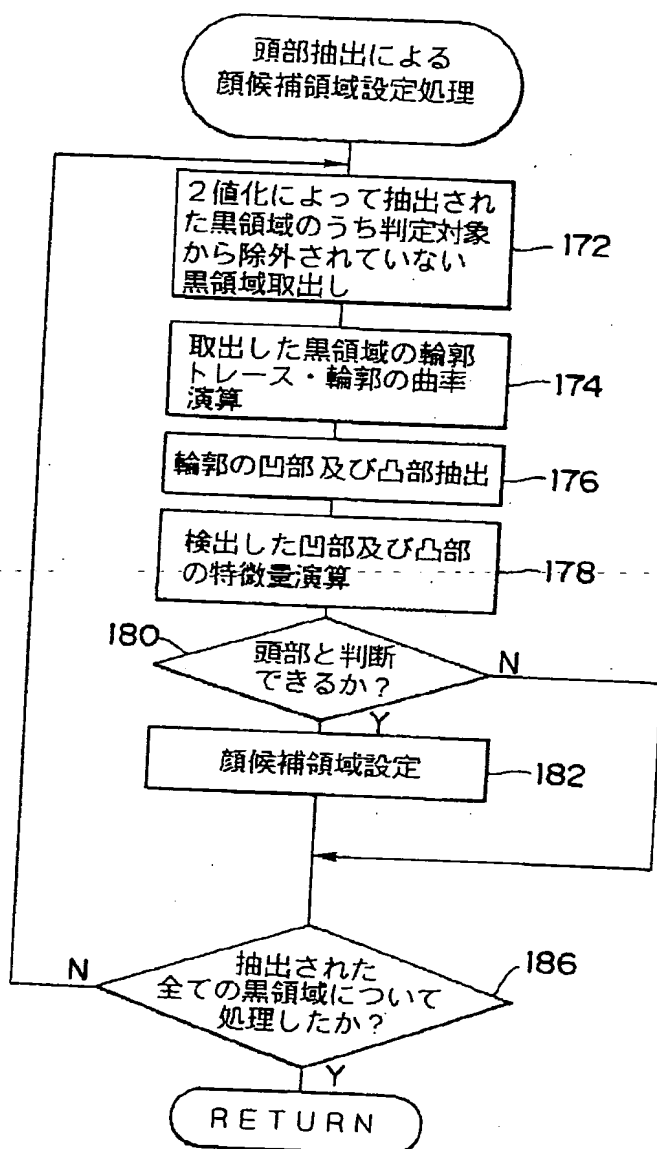 頭部抽出による
顔候補領域設定処理
２値化によって抽出され
た黒領域のうち判定対象
から除外されていない
黒領域取出し
172
取出した黒領域の輪郭
トレース・輪郭の曲率
演算
174
輪郭の凹部及び凸部抽出
176
検出した凹部及び凸部
の特徴量演算
178
180
頭部と判断
できるか？
N
Y
顔候補領域設定
182
N
抽出された
全ての黒領域について
処理したか？
186
Y
RETURN